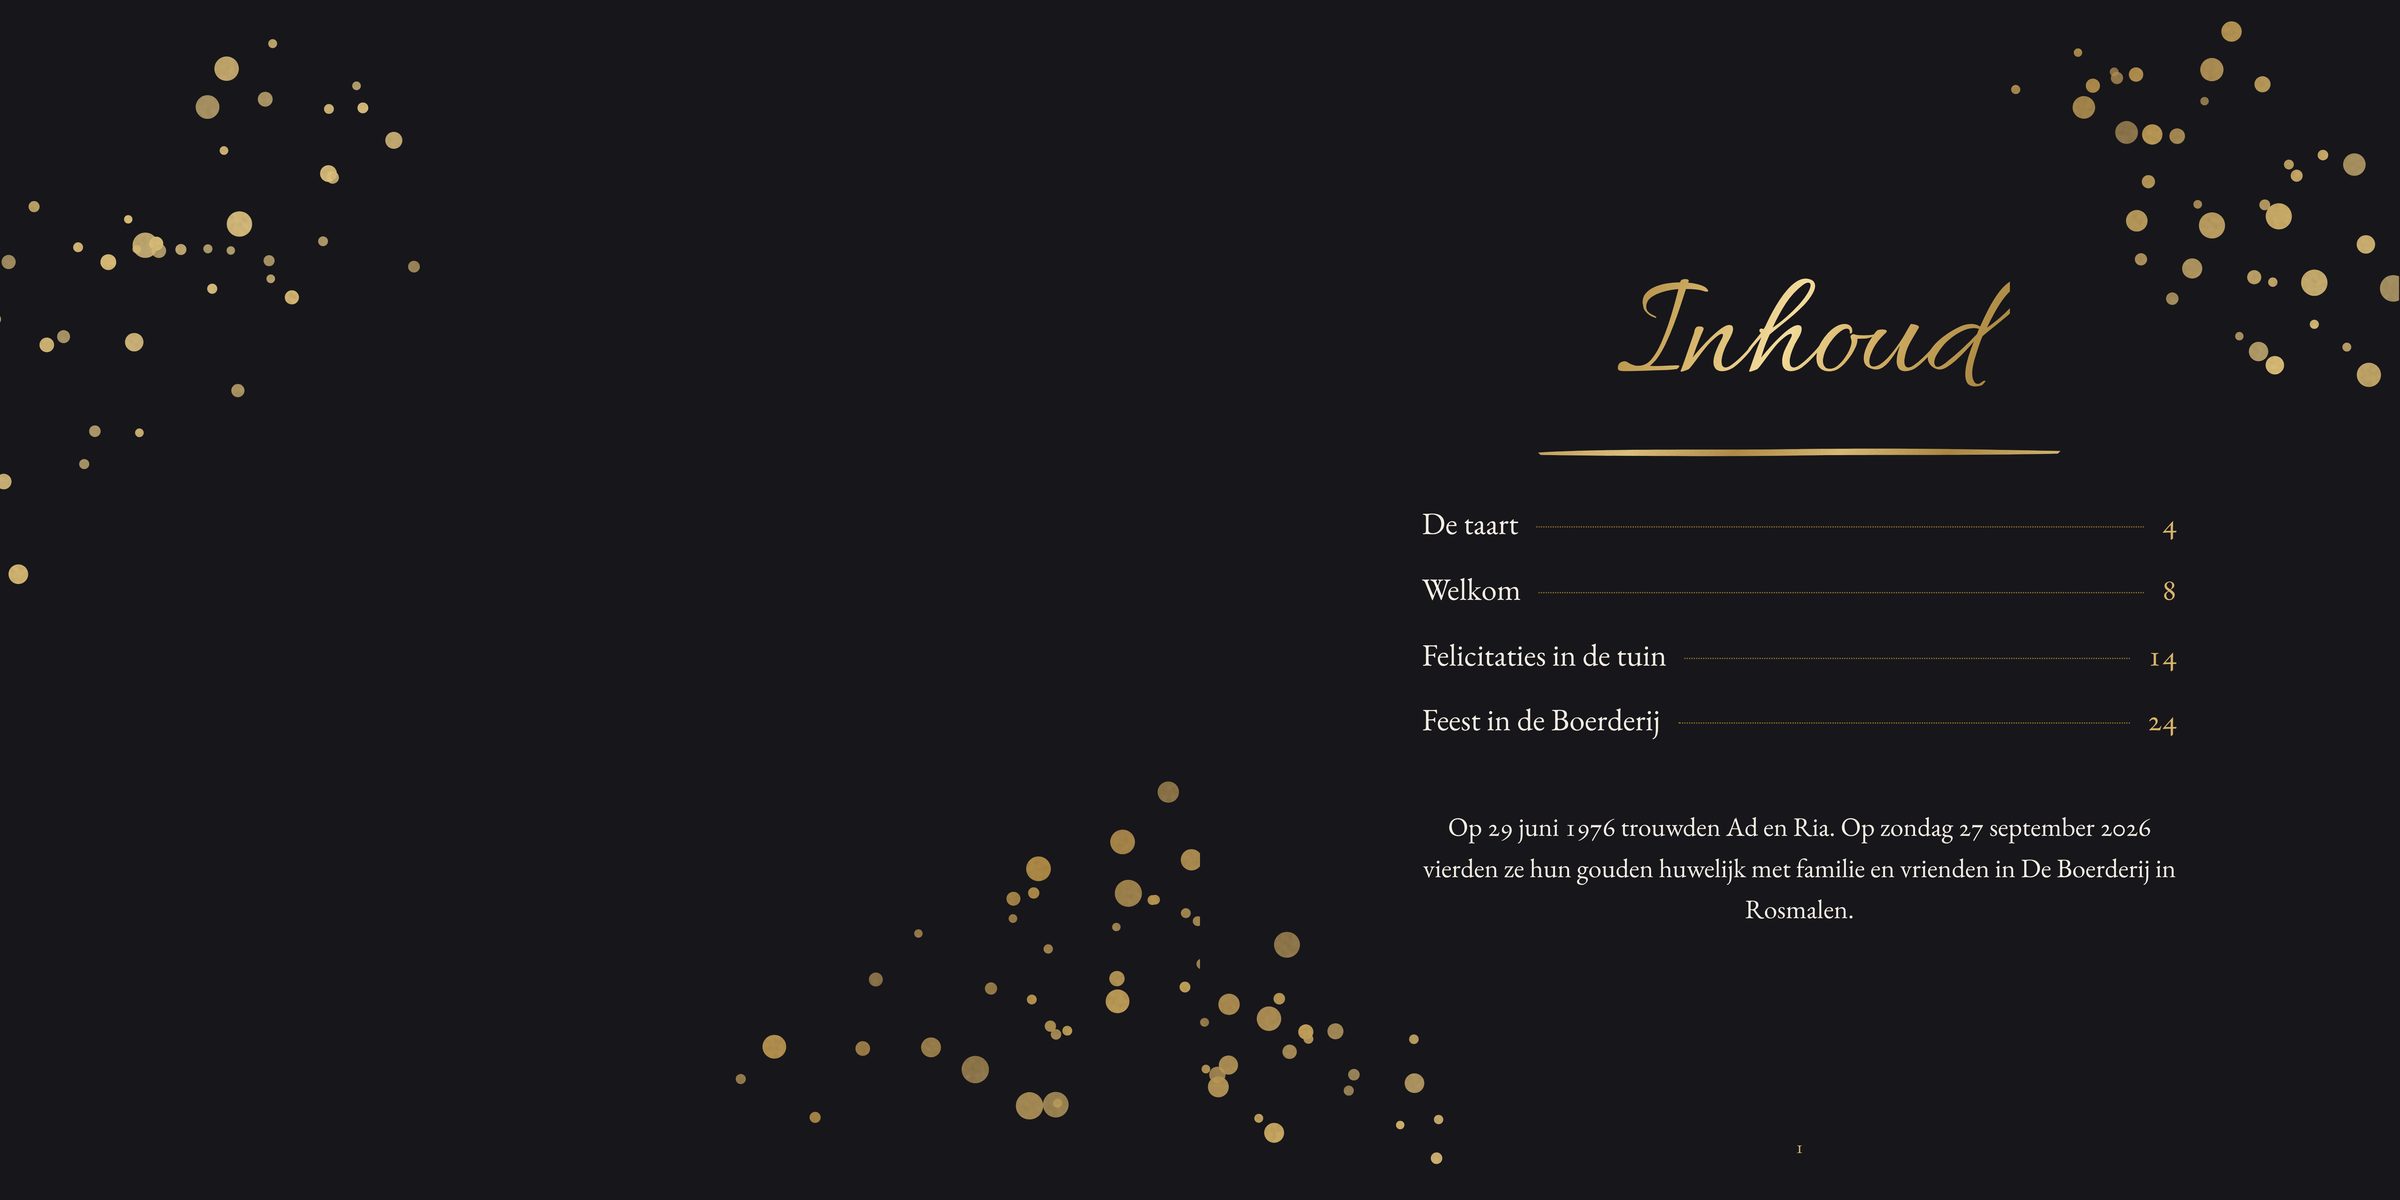 Inhoud
De taart 4
Welkom 8
Felicitaties in de tuin 14
Feest in de Boerderij 24
Op 29 juni 1976 trouwden Ad en Ria. Op zondag 27 september 2026
vierden ze hun gouden huwelijk met familie en vrienden in De Boerderij in
Rosmalen.
1